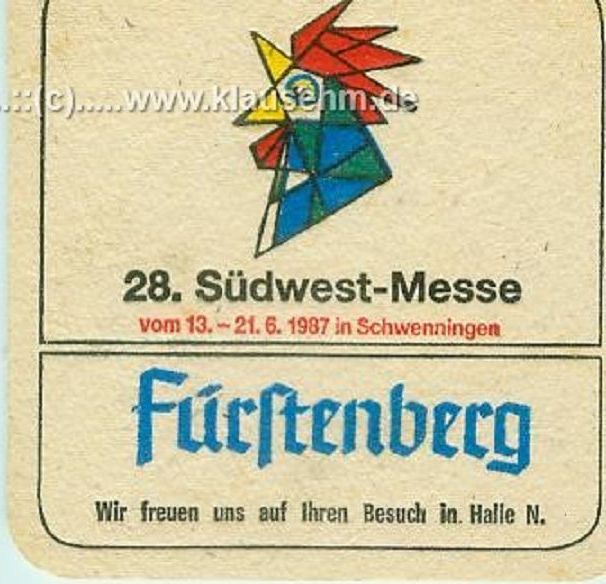 ..::(c).....www.klausehm.de
28. Südwest-Messe
vom 13. – 21. 6. 1987 in Schwenningen
Fürstenberg
Wir freuen uns auf Ihren Besuch in Halle N.